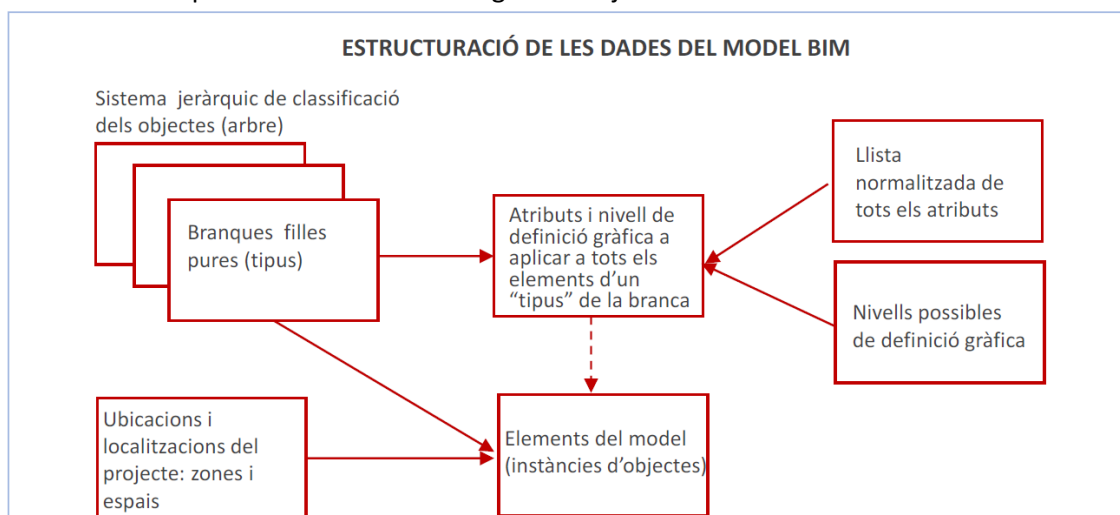 ESTRUCTURACIÓ DE LES DADES DEL MODEL BIM
Sistema jeràrquic de classificació
dels objectes (arbre)
Branques filles
pures (tipus)
Atributs i nivell de
definició gràfica a
aplicar a tots els
elements d’un
“tipus” de la branca
Llista
normalitzada de
tots els atributs
Nivells possibles
de definició gràfica
Ubicacions i
localitzacions del
projecte: zones i
espais
Elements del model
(instàncies d’objectes)